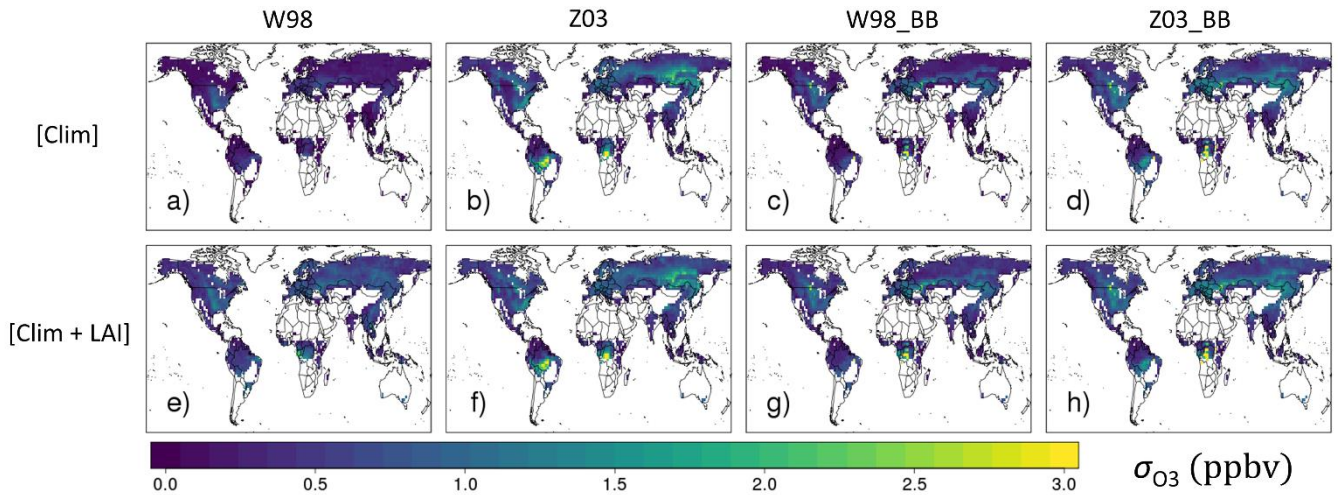 W98 Z03 W98_BB Z03_BB
[Clim]
a) b) c) d)
[Clim + LAI]
e) f) g) h)
0.0 0.5 1.0 1.5 2.0 2.5 3.0
σO3 (ppbv)